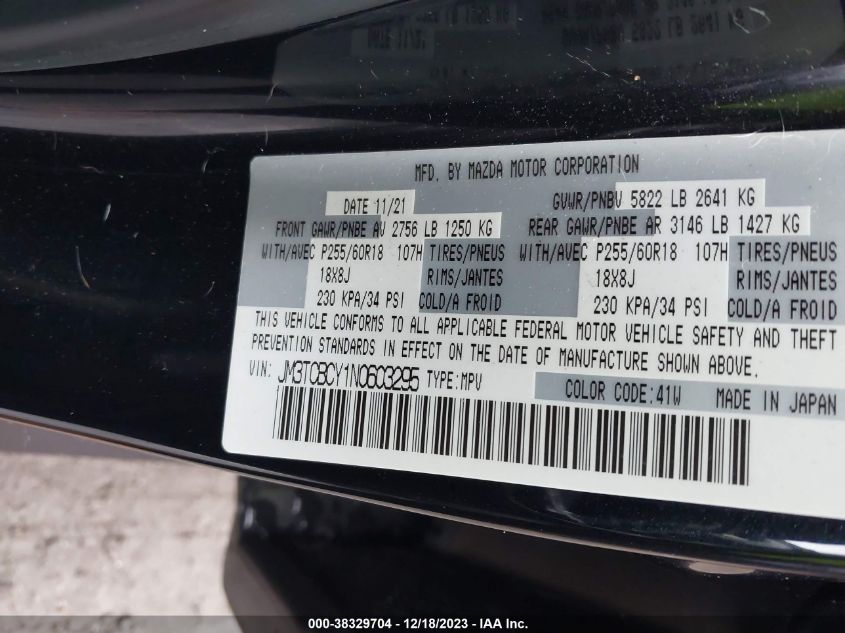 MFD. BY MAZDA MOTOR CORPORATION
DATE 11/21 GVWR/PNBV 5822 LB 2641 KG
FRONT GAWR/PNBE AV 2756 LB 1250 KG REAR GAWR/PNBE AR 3146 LB 1427 KG
WITH/AVEC P255/60R18 107H TIRES/PNEUS WITH/AVEC P255/60R18 107H TIRES/PNEUS
18X8J RIMS/JANTES 18X8J RIMS/JANTES
230 KPA/34 PSI COLD/A FROID 230 KPA/34 PSI COLD/A FROID
THIS VEHICLE CONFORMS TO ALL APPLICABLE FEDERAL MOTOR VEHICLE SAFETY AND THEFT
PREVENTION STANDARDS IN EFFECT ON THE DATE OF MANUFACTURE SHOWN ABOVE.
VIN: JM3TCBCY1N0603295 TYPE:MPV
COLOR CODE:41W MADE IN JAPAN
000-38329704 - 12/18/2023 - IAA Inc.